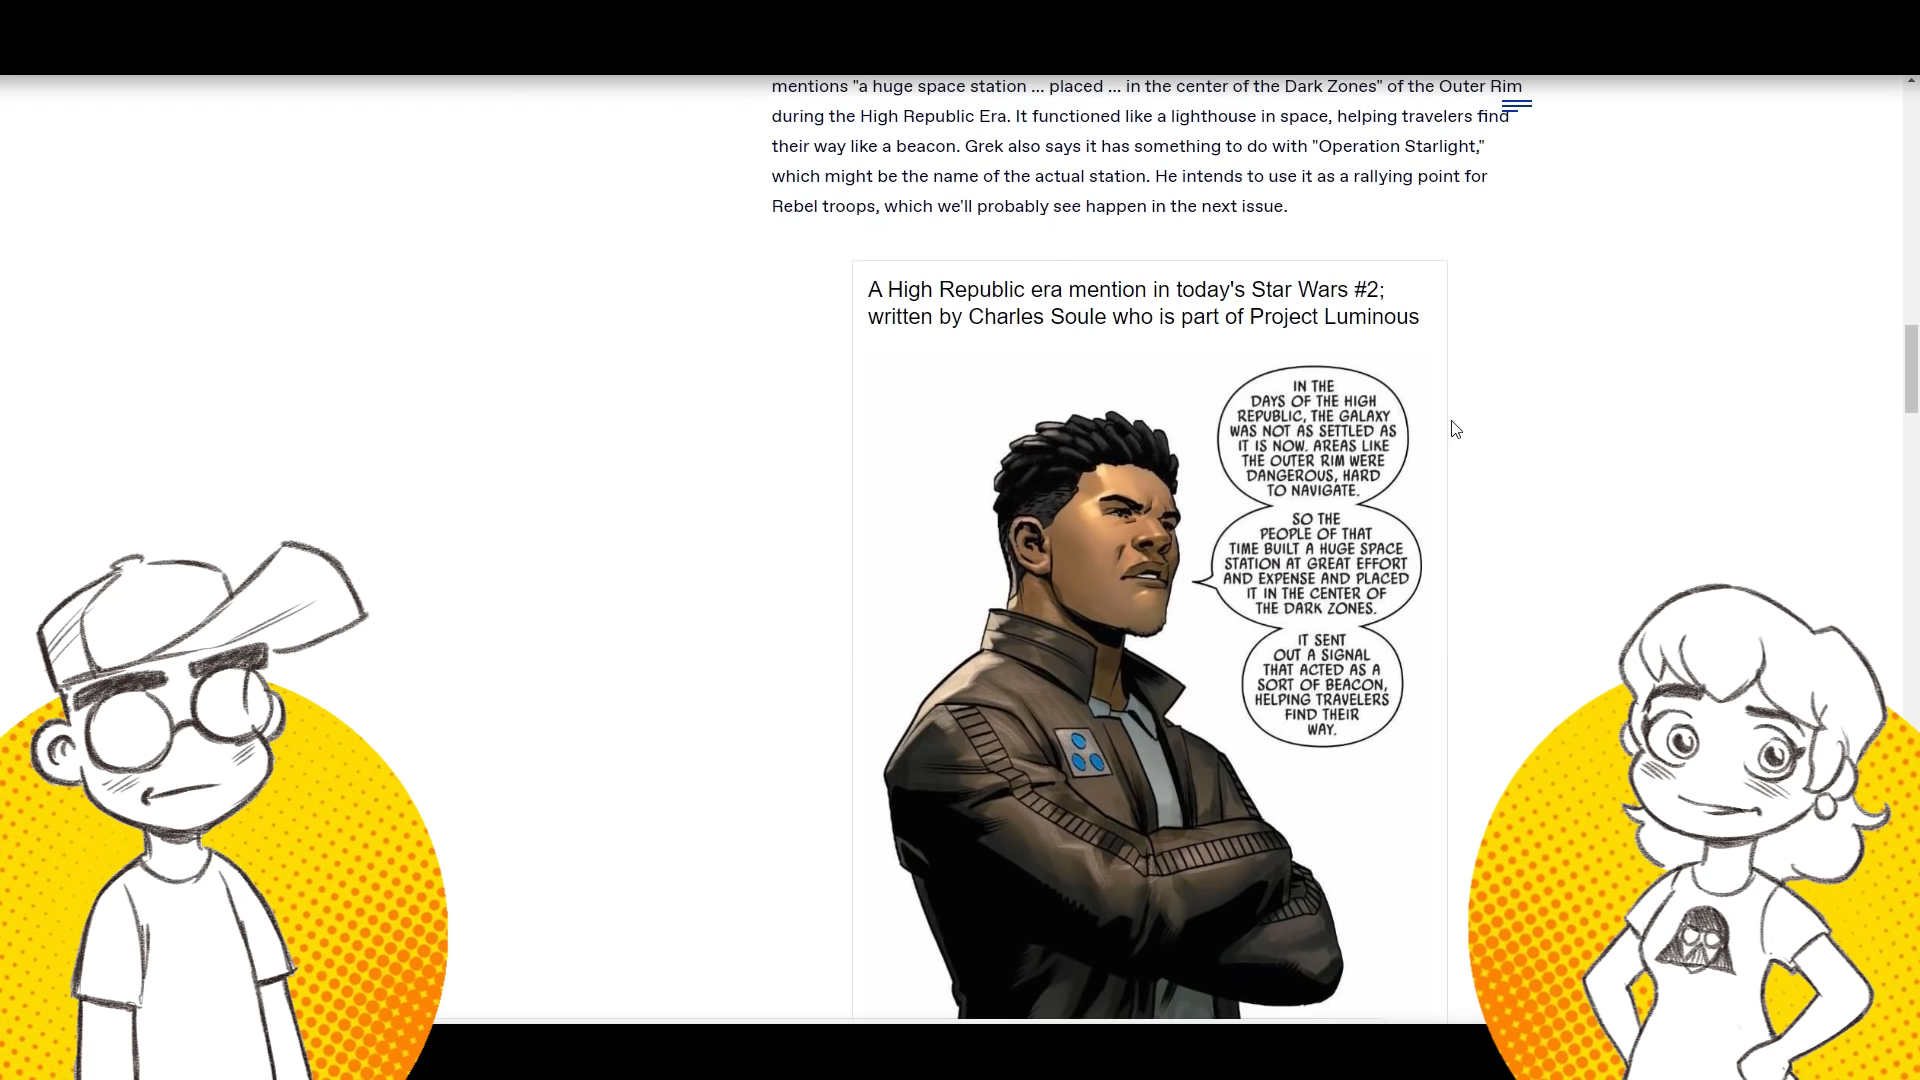 mentions "a huge space station ... placed ... in the center of the Dark Zones" of the Outer Rim
during the High Republic Era. It functioned like a lighthouse in space, helping travelers find
their way like a beacon. Grek also says it has something to do with "Operation Starlight,"
which might be the name of the actual station. He intends to use it as a rallying point for
Rebel troops, which we'll probably see happen in the next issue.
A High Republic era mention in today's Star Wars #2;
written by Charles Soule who is part of Project Luminous
IN THE
DAYS OF THE HIGH
REPUBLIC, THE GALAXY
WAS NOT AS SETTLED AS
IT IS NOW. AREAS LIKE
THE OUTER RIM WERE
DANGEROUS, HARD
TO NAVIGATE.
SO THE
PEOPLE OF THAT
TIME BUILT A HUGE SPACE
STATION AT GREAT EFFORT
AND EXPENSE AND PLACED
IT IN THE CENTER OF
THE DARK ZONES.
IT SENT
OUT A SIGNAL
THAT ACTED AS A
SORT OF BEACON,
HELPING TRAVELERS
FIND THEIR
WAY.